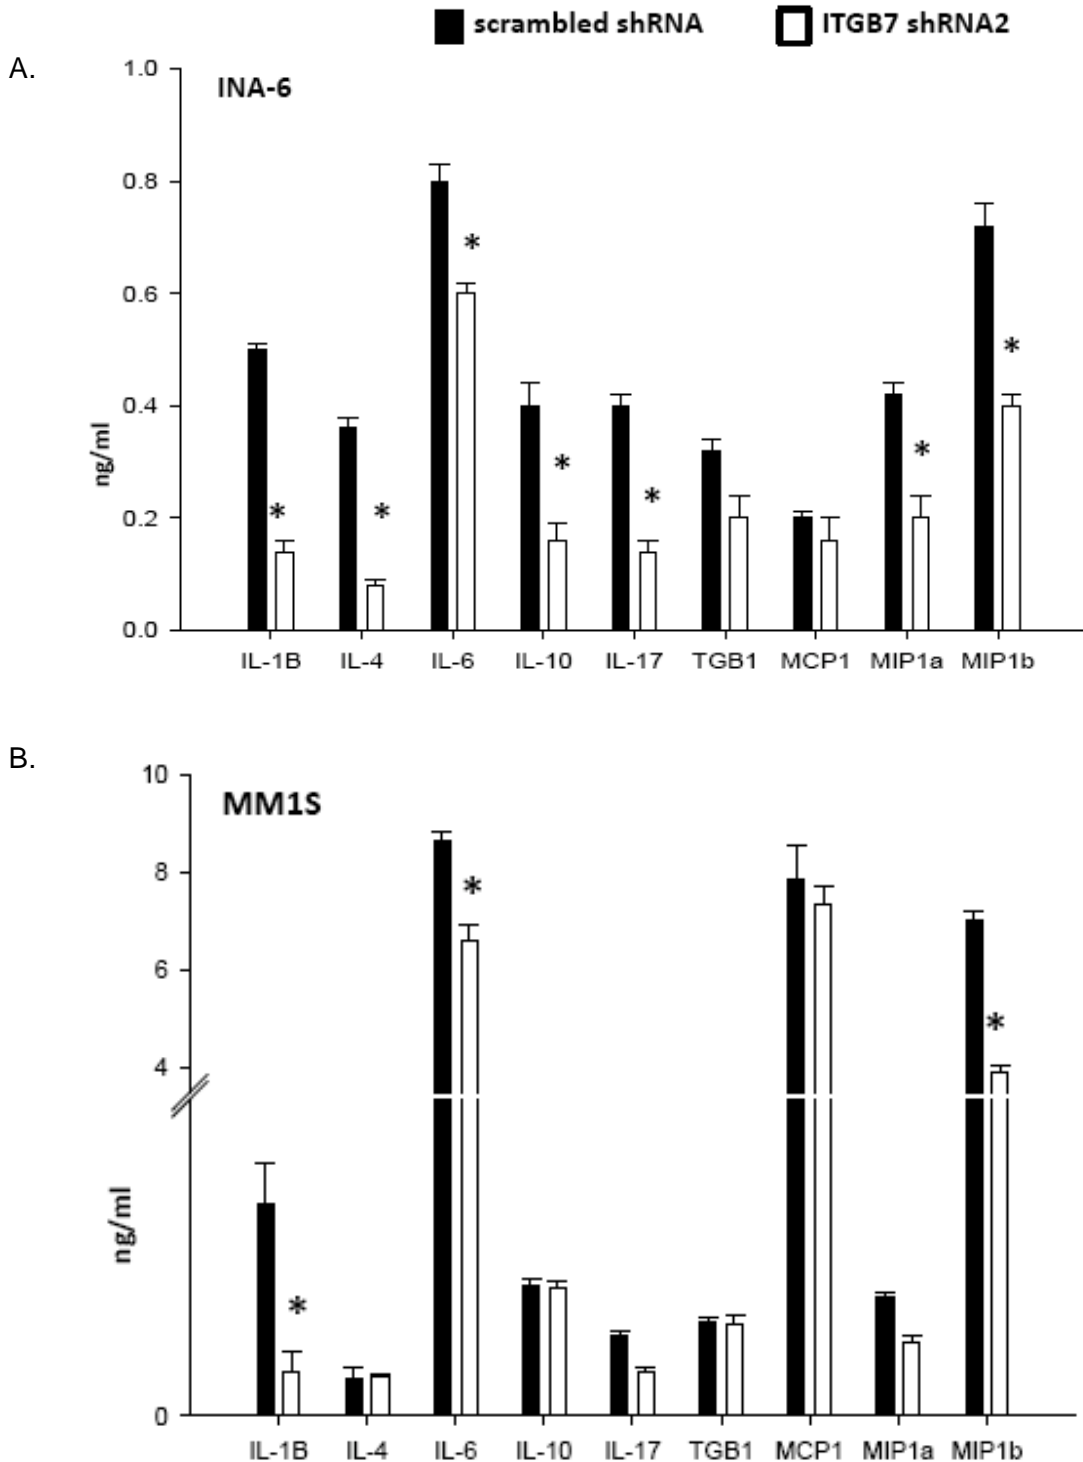 scrambled shRNA ITGB7 shRNA2
A.
INA-6
1.0
0.8
0.6
0.4
0.2
0.0
ng/ml
* * * * * * *
IL-1B IL-4 IL-6 IL-10 IL-17 TGB1 MCP1 MIP1a MIP1b
B.
MM1S
10
8
6
4
0
ng/ml
* * *
IL-1B IL-4 IL-6 IL-10 IL-17 TGB1 MCP1 MIP1a MIP1b